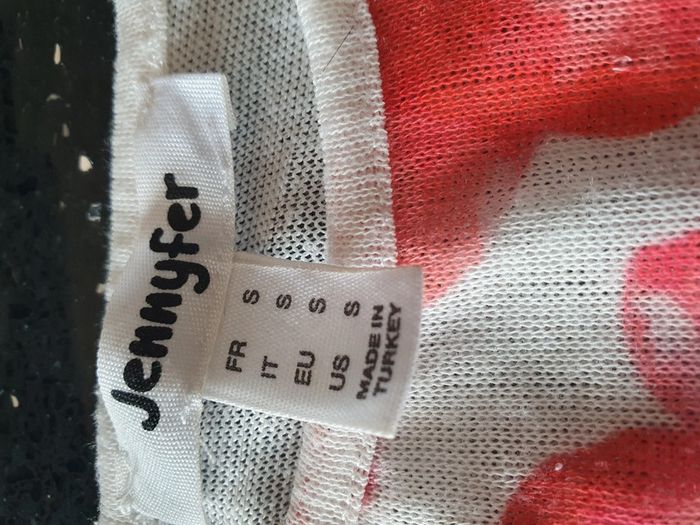 Jennyfer
FR S
IT S
EU S
US S
MADE IN
TURKEY